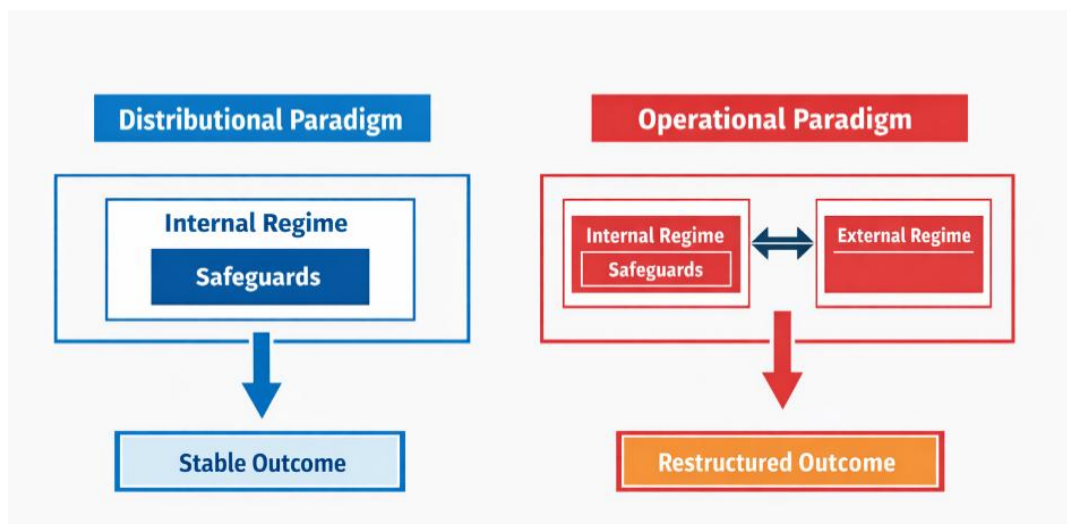 Distributional Paradigm
Internal Regime
Safeguards
Stable Outcome
Operational Paradigm
Internal Regime
Safeguards
External Regime
Restructured Outcome